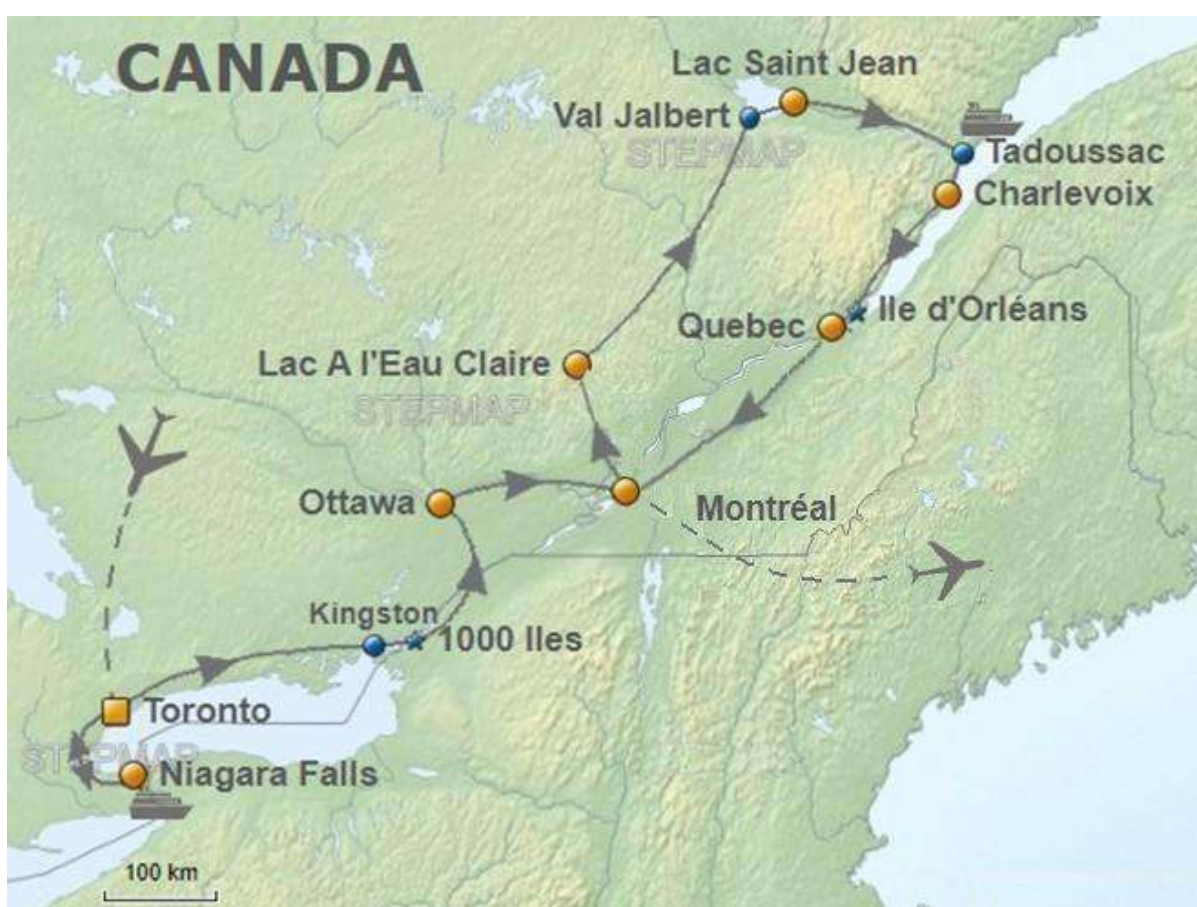 CANADA
Lac Saint Jean
Val Jalbert
STEPMAP
Tadoussac
Charlevoix
Ile d'Orléans
Quebec
Lac A l'Eau Claire
STEPMAP
Ottawa
Montréal
Kingston
1000 Iles
Toronto
STEPMAP
Niagara Falls
100 km